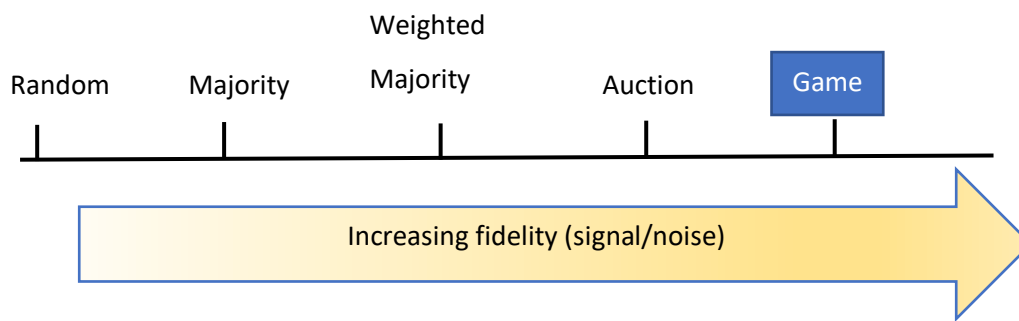 Weighted
Random Majority Majority Auction Game
Increasing fidelity (signal/noise)